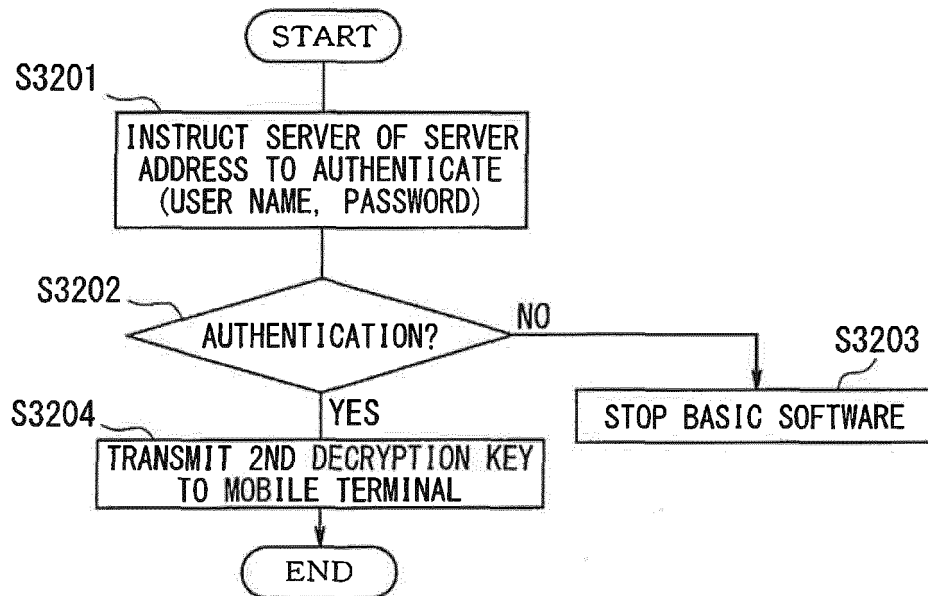 START
S3201
INSTRUCT SERVER OF SERVER
ADDRESS TO AUTHENTICATE
(USER NAME, PASSWORD)
S3202
AUTHENTICATION?
NO
S3203
STOP BASIC SOFTWARE
YES
S3204
TRANSMIT 2ND DECRYPTION KEY
TO MOBILE TERMINAL
END